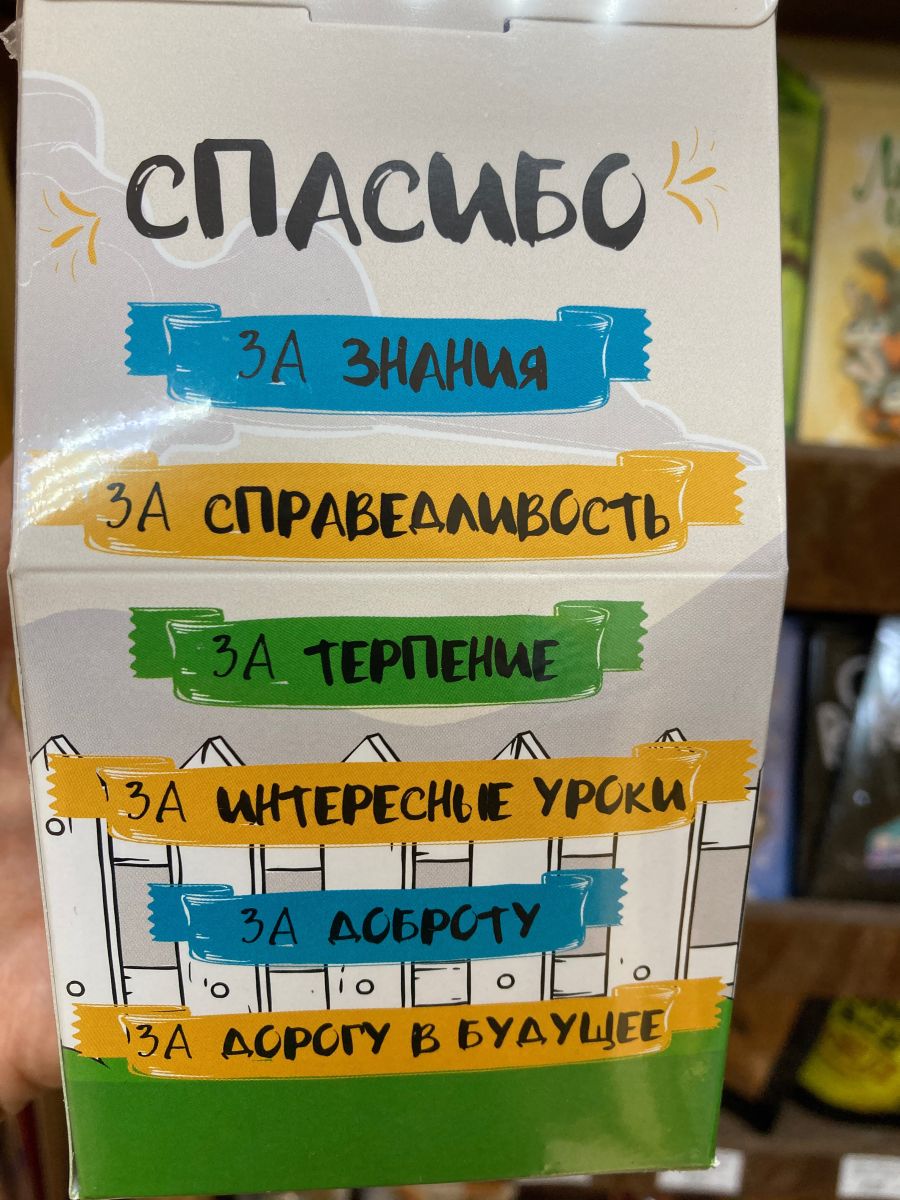 СПАСИБО
ЗА ЗНАНИЯ
ЗА СПРАВЕДЛИВОСТЬ
ЗА ТЕРПЕНИЕ
ЗА ИНТЕРЕСНЫЕ УРОКИ
ЗА ДОБРОТУ
ЗА ДОРОГУ В БУДУЩЕЕ